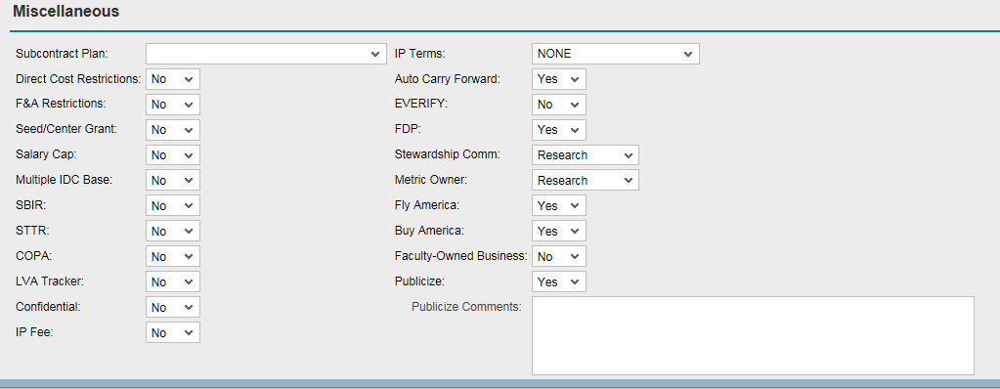 Miscellaneous
Subcontract Plan: IP Terms: NONE
Direct Cost Restrictions: No Auto Carry Forward: Yes
F&A Restrictions: No EVERIFY: No
Seed/Center Grant: No FDP: Yes
Salary Cap: No Stewardship Comm: Research
Multiple IDC Base: No Metric Owner: Research
SBIR: No Fly America: Yes
STTR: No Buy America: Yes
COPA: No Faculty-Owned Business: No
LVA Tracker: No Publicize: Yes
Confidential: No Publicize Comments:
IP Fee: No